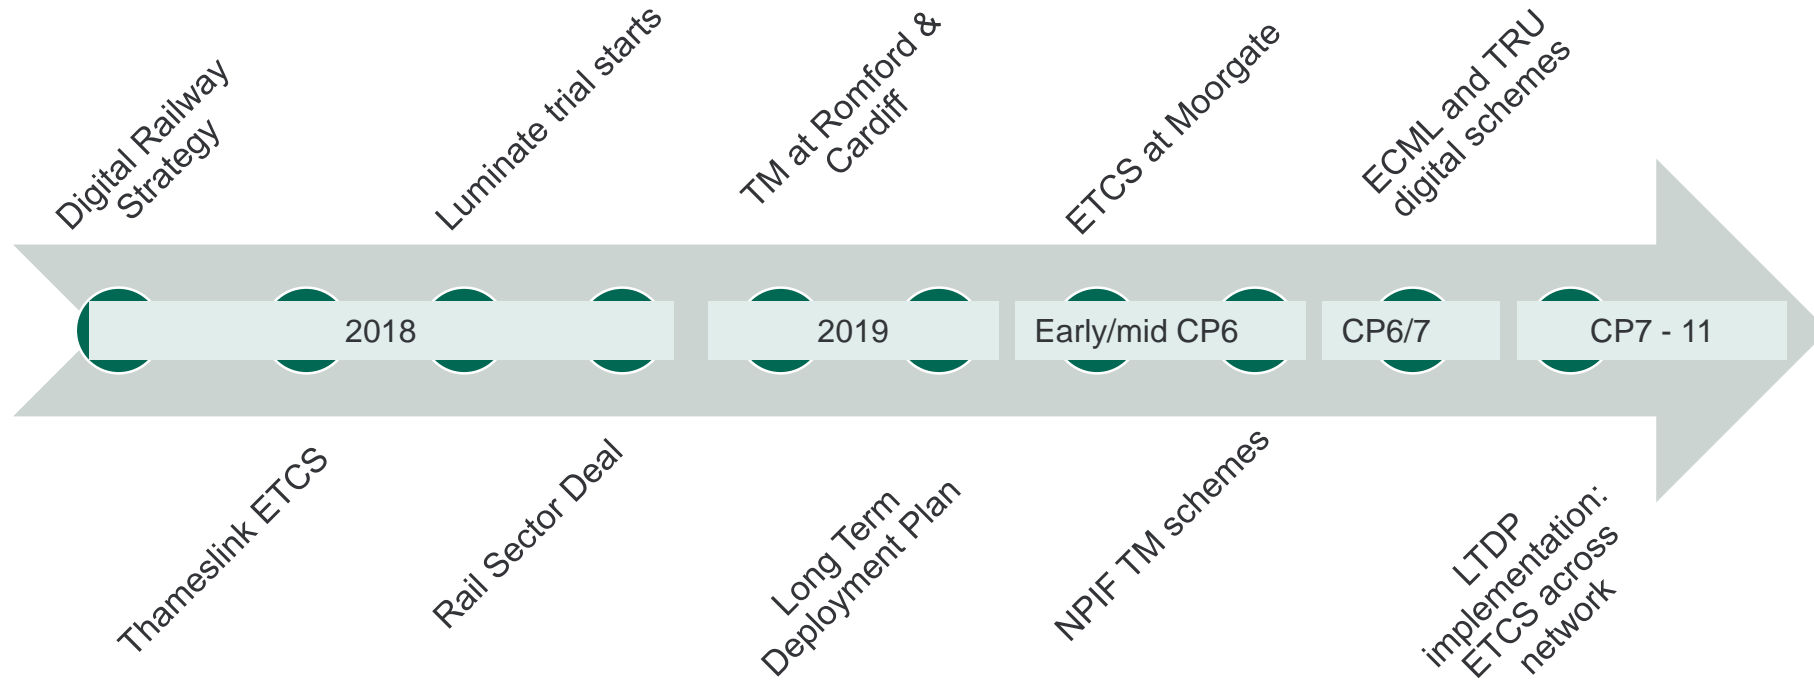 Digital Railway
Strategy
Luminate trial starts
TM at Romford &
Cardiff
ETCS at Moorgate
ECML and TRU
digital schemes
2018
2019
Early/mid CP6
CP6/7
CP7 - 11
Thameslink ETCS
Rail Sector Deal
Long Term
Deployment Plan
NPIF TM schemes
LTDP
implementation:
ETCS across
network